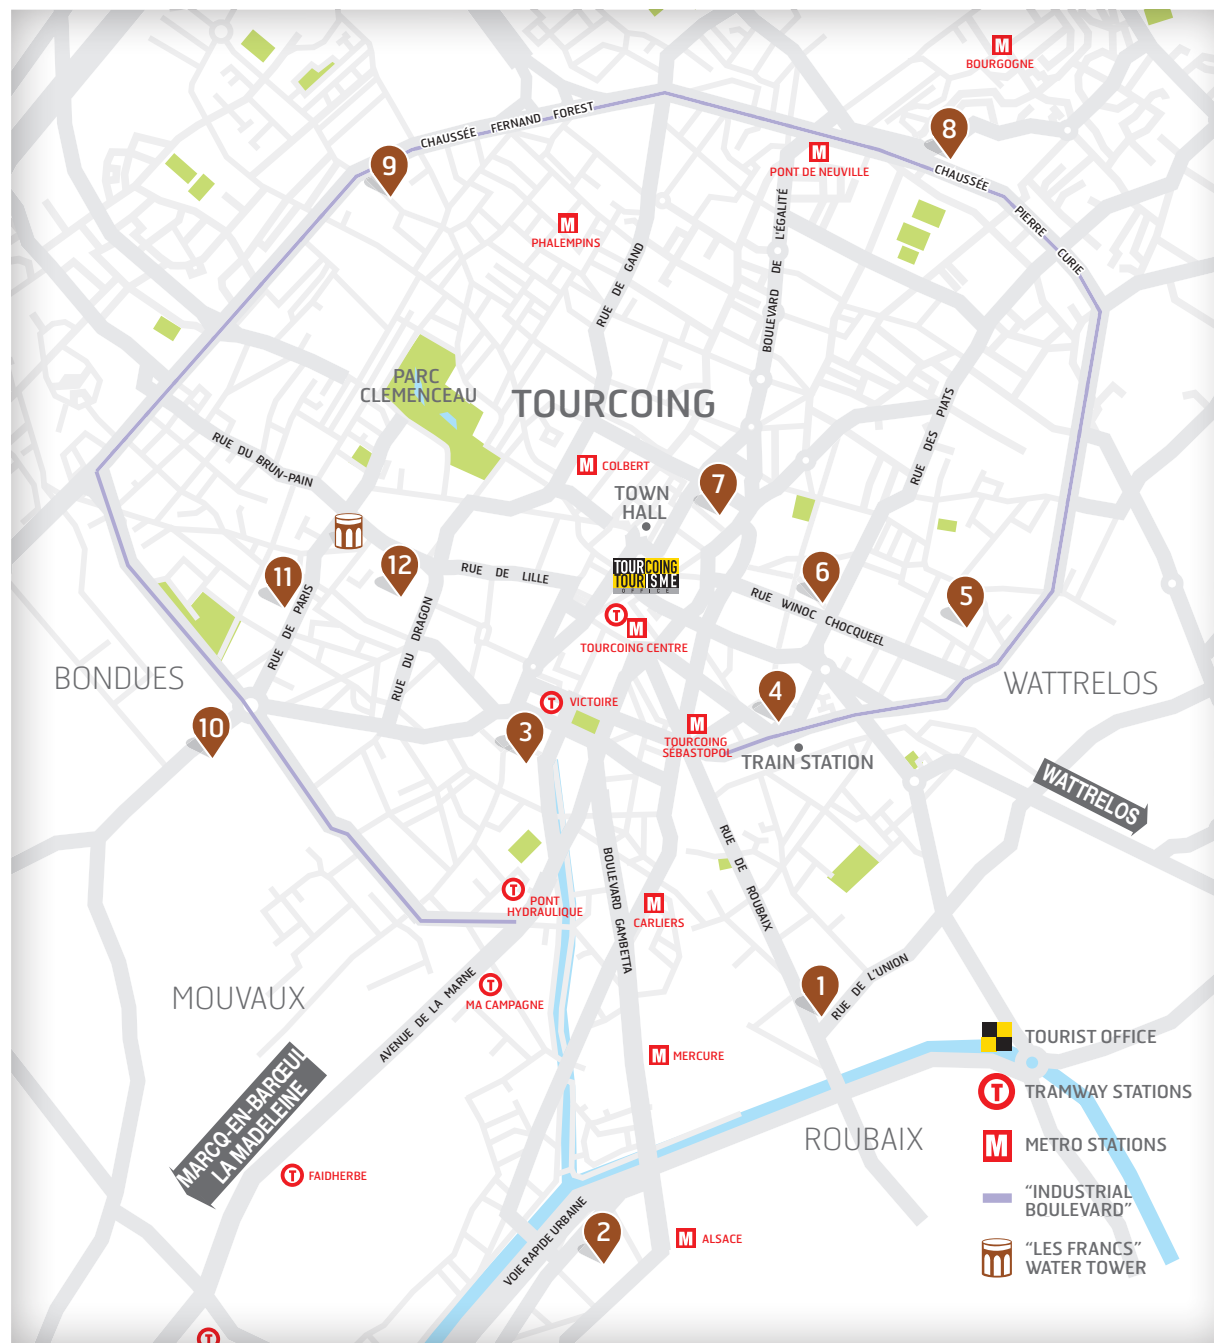 M
BOURGOGNE
CHAUSSÉE FERNAND FOREST
8
9
M
PONT DE NEUVILLE
CHAUSSÉE PIERRE CURIE
M
PHALEMPINS
RUE DE GAND
BOULEVARD DE L'ÉGALITÉ
PARC
CLEMENCEAU
TOURCOING
RUE DES PIATS
RUE DU BRUN-PAIN
M COLBERT
7
TOWN
HALL
12
11
RUE DE LILLE
TOURCOING
TOURISME
OFFICE
6
5
RUE WINOC CHOCQUEEL
RUE DE PARIS
RUE DU DRAGON
T M
TOURCOING CENTRE
BONDUES
WATTRELOS
T VICTOIRE
4
10
3
M
TOURCOING
SÉBASTOPOL
TRAIN STATION
WATTRELOS
RUE DE ROUBAIX
BOULEVARD GAMBETTA
T
PONT
HYDRAULIQUE
M
CARLIERS
T
MA CAMPAGNE
AVENUE DE LA MARNE
MOUVAUX
1
RUE DE L'UNION
M MERCURE
MARCQ-EN-BARŒUL
LA MADELEINE
ROUBAIX
T FAIDHERBE
VOIE RAPIDE URBAINE
2
M ALSACE
T
TOURIST OFFICE
T TRAMWAY STATIONS
M METRO STATIONS
“INDUSTRIAL
BOULEVARD”
“LES FRANCS”
WATER TOWER